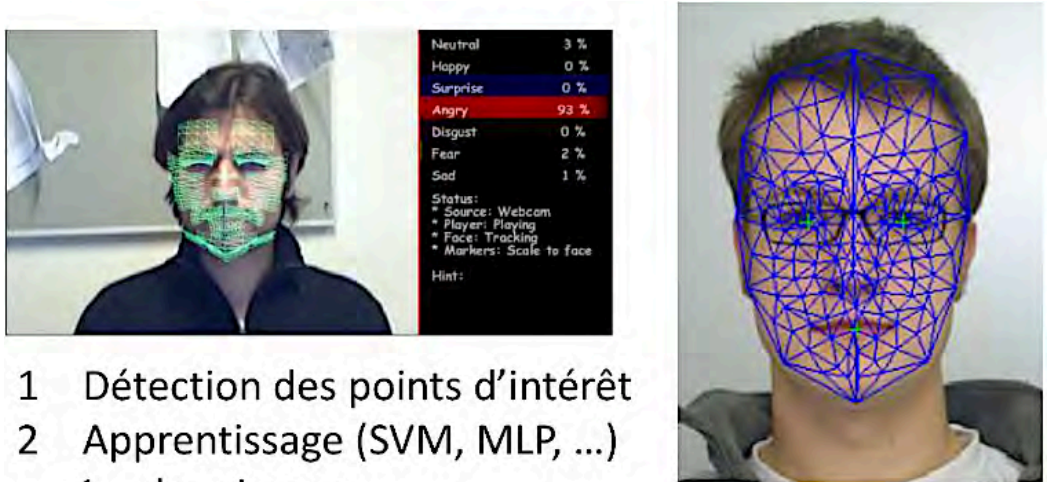 Neutral 3 %
Happy 0 %
Surprise 0 %
Angry 93 %
Disgust 0 %
Fear 2 %
Sad 1 %
Status:
* Source: Webcam
* Player: Playing
* Face: Tracking
* Markers: Scale to face
Hint:
1 Détection des points d’intérêt
2 Apprentissage (SVM, MLP, …)